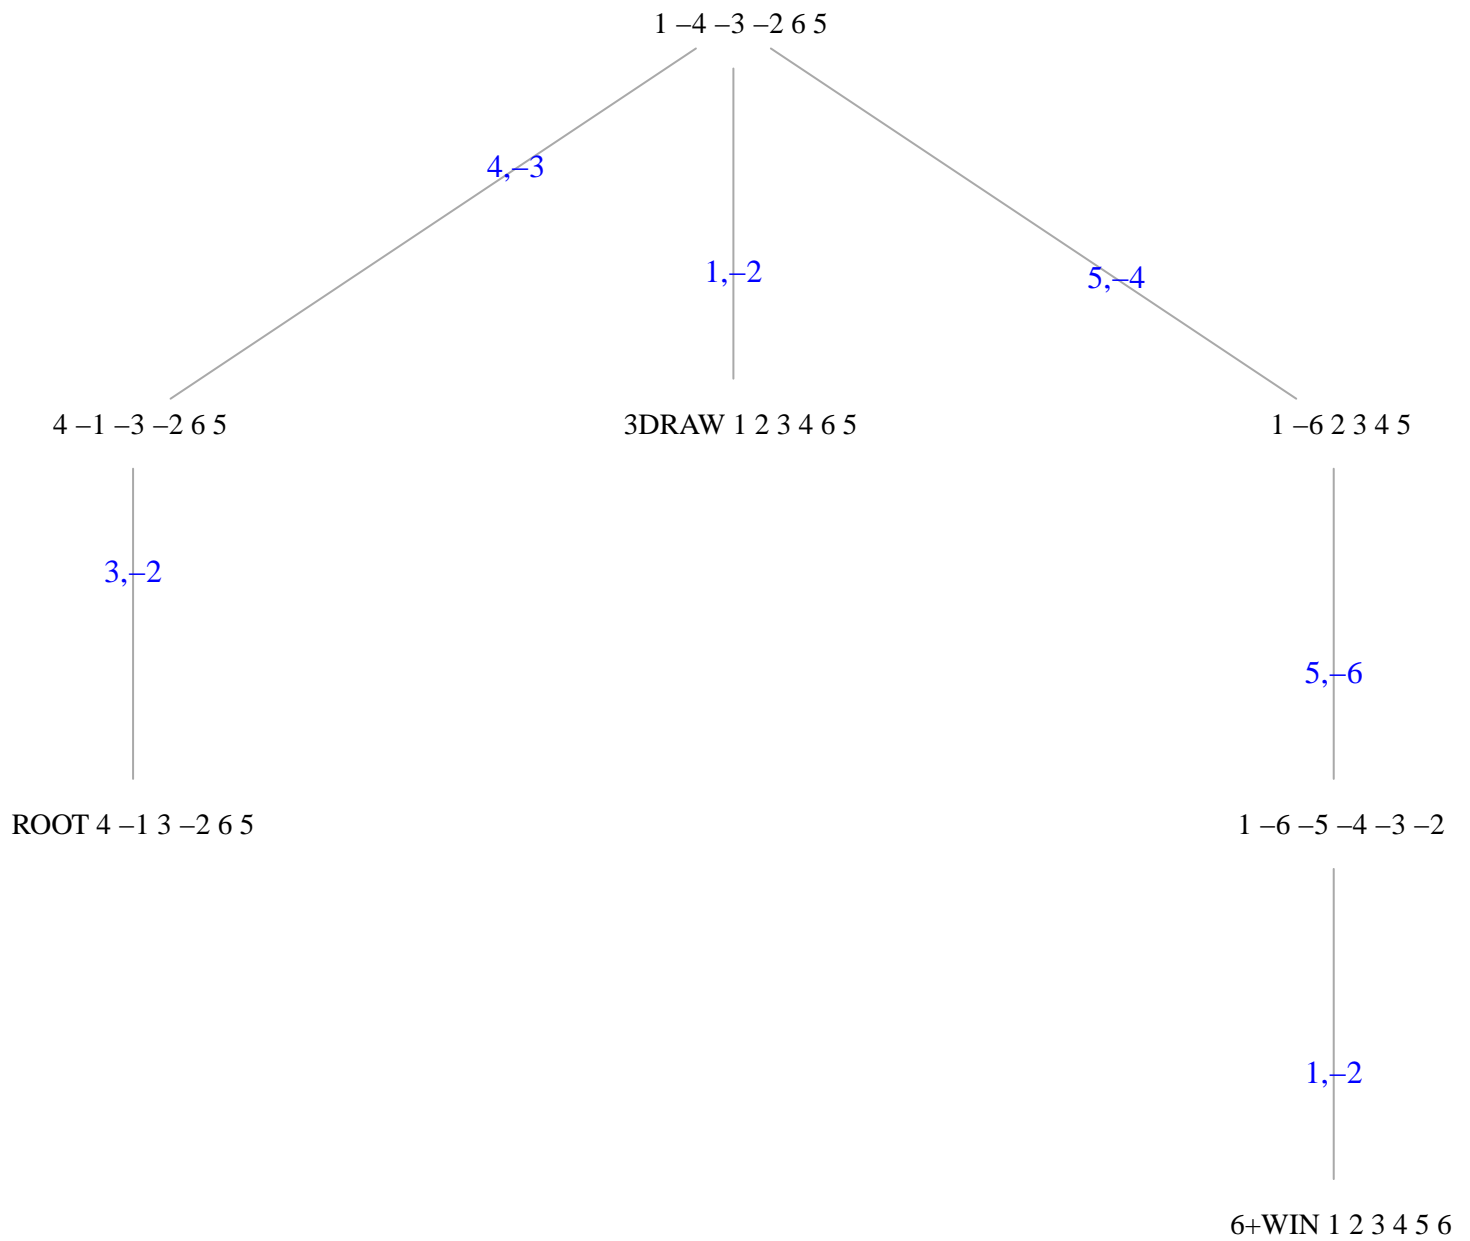 1 –4 –3 –2 6 5
4,–3
1,–2
5,–4
4 –1 –3 –2 6 5
3DRAW 1 2 3 4 6 5
1 –6 2 3 4 5
3,–2
5,–6
ROOT 4 –1 3 –2 6 5
1 –6 –5 –4 –3 –2
1,–2
6+WIN 1 2 3 4 5 6